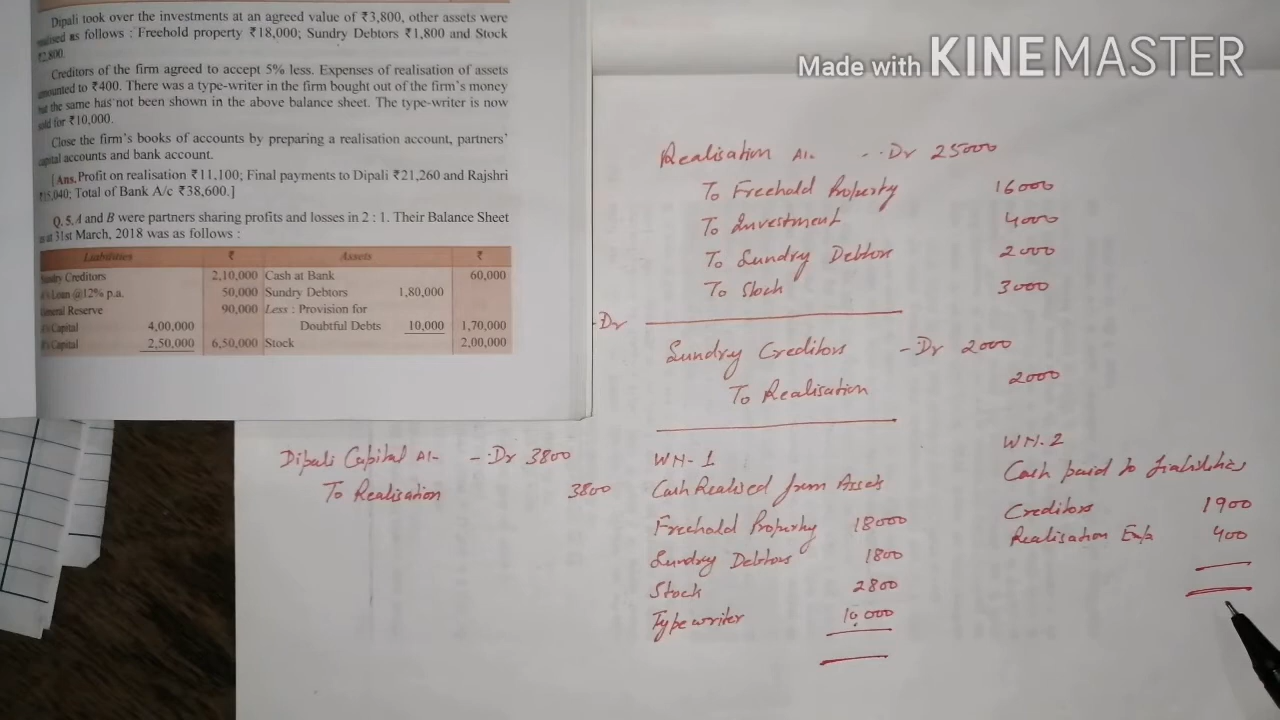 Made with KINEMASTER
Dipali took over the investments at an agreed value of ₹3,800, other assets were
as follows : Freehold property ₹18,000; Sundry Debtors ₹1,800 and Stock
₹2,800.
Creditors of the firm agreed to accept 5% less. Expenses of realisation of assets
to ₹400. There was a type-writer in the firm bought out of the firm's money
but the same has not been shown in the above balance sheet. The type-writer is now
sold for ₹10,000.
Close the firm's books of accounts by preparing a realisation account, partners'
capital accounts and bank account.
[Ans. Profit on realisation ₹11,100; Final payments to Dipali ₹21,260 and Rajshri
Total of Bank A/c ₹38,600.]
Q. 5. A and B were partners sharing profits and losses in 2 : 1. Their Balance Sheet
as at 31st March, 2018 was as follows :
Liabilities ₹ Assets ₹
Sundry Creditors 2,10,000 Cash at Bank 60,000
Loan @12% p.a. 50,000 Sundry Debtors 1,80,000
General Reserve 90,000 Less : Provision for
Capital 4,00,000 Doubtful Debts 10,000 1,70,000
Capital 2,50,000 6,50,000 Stock 2,00,000
Realisation A/c. -- Dr 25000
To Freehold Property 16000
To Investment 4000
To Sundry Debtors 2000
To Stock 3000
-Dr
Sundry Creditors - Dr 2000
To Realisation 2000
Dipali Capital A/c - Dr 3800
To Realisation 3800
WN-1
Cash Realised from Assets
Freehold Property 18000
Sundry Debtors 1800
Stock 2800
Type writer 10,000
WN.2
Cash paid to Liabilities
Creditors 1900
Realisation Exp 400